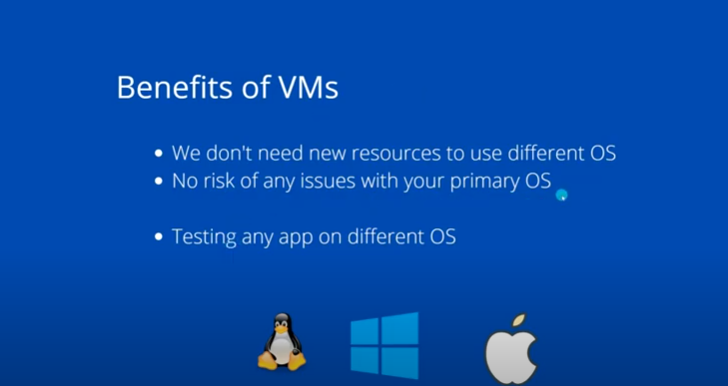 Benefits of VMs
• We don't need new resources to use different OS
• No risk of any issues with your primary OS
• Testing any app on different OS